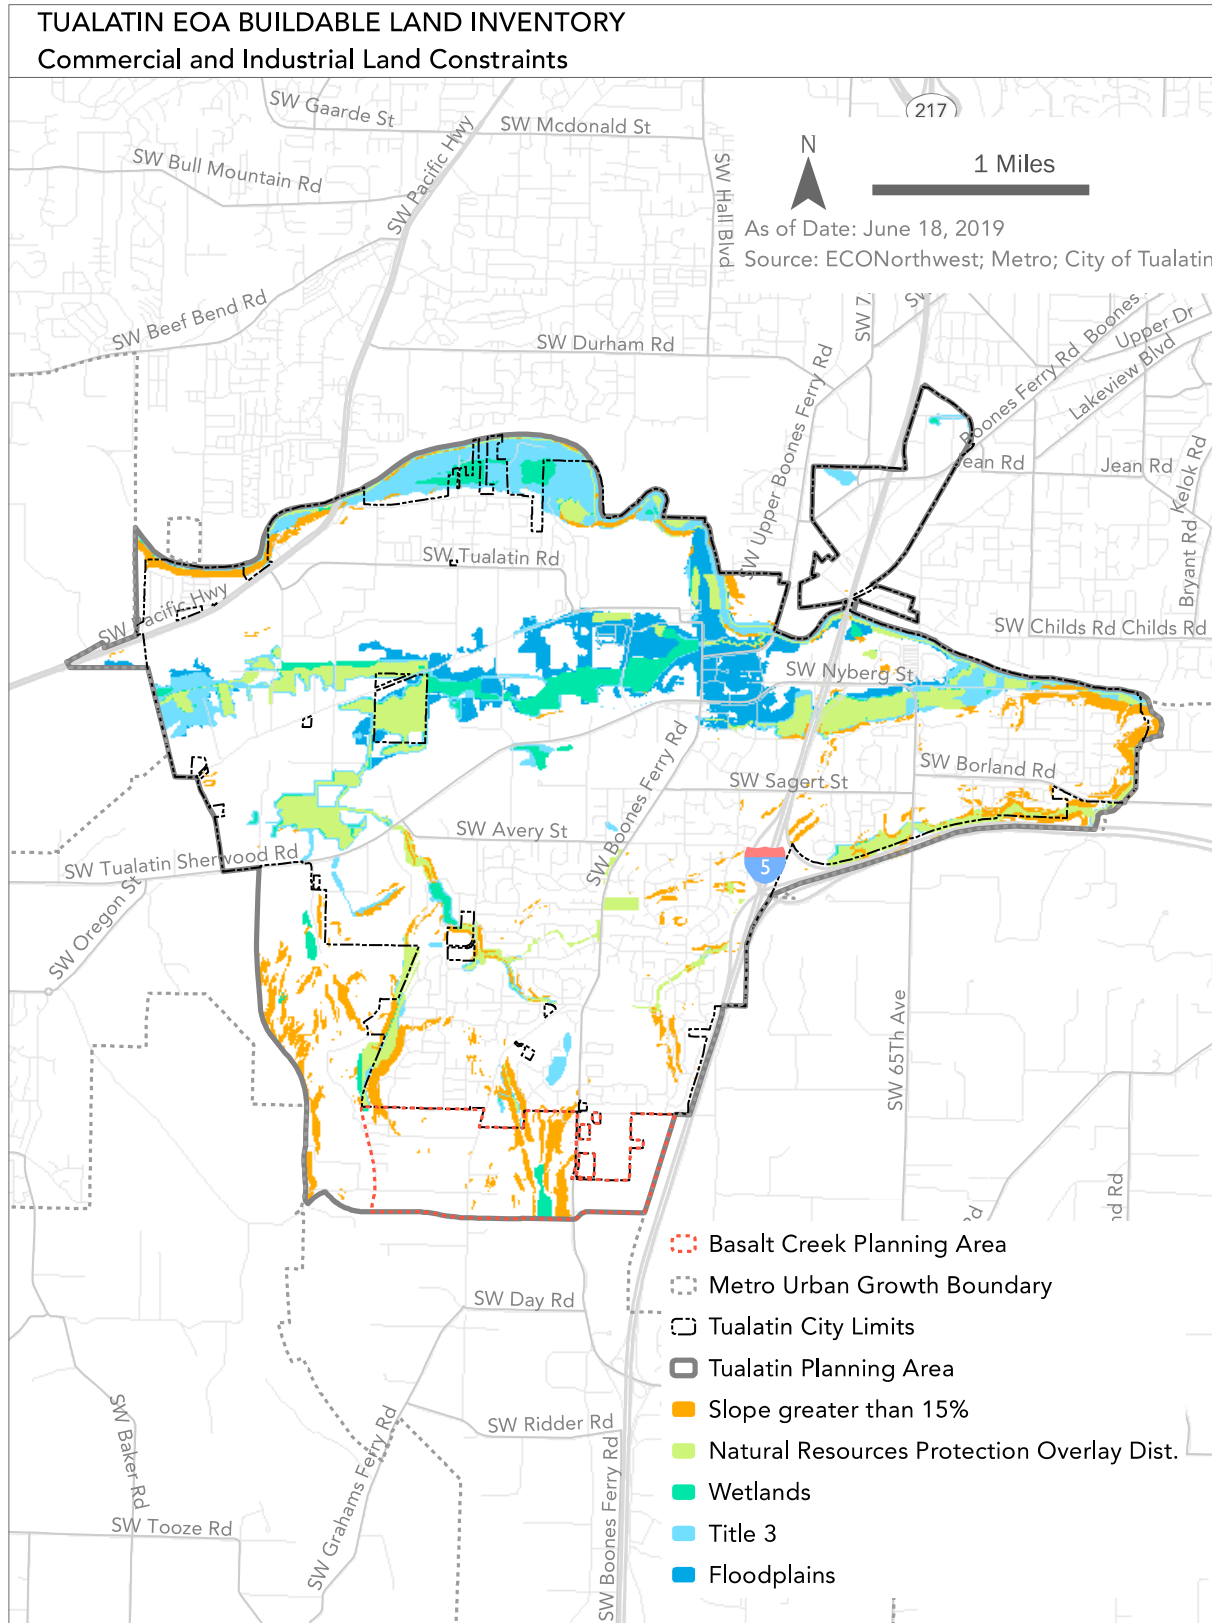 TUALATIN EOA BUILDABLE LAND INVENTORY
Commercial and Industrial Land Constraints
SW Gaarde St
SW Mcdonald St
217
N
1 Miles
SW Bull Mountain Rd
SW Pacific Hwy
SW Hall Blvd
As of Date: June 18, 2019
Source: ECONorthwest; Metro; City of Tualatin
SW Beef Bend Rd
SW Durham Rd
SW 7
SW Upper Boones Ferry Rd
Boones Ferry Rd
Boones
Upper Dr
Lakeview Blvd
Jean Rd
Jean Rd
Kelok Rd
Bryant Rd
SW Tualatin Rd
SW Pacific Hwy
SW Childs Rd
Childs Rd
SW Nyberg St
SW Borland Rd
SW Sagert St
SW Avery St
SW Boones Ferry Rd
SW Tualatin Sherwood Rd
5
SW Oregon St
SW 65Th Ave
nd Rd
Basalt Creek Planning Area
Metro Urban Growth Boundary
SW Day Rd
Tualatin City Limits
Tualatin Planning Area
Slope greater than 15%
SW Ridder Rd
Natural Resources Protection Overlay Dist.
SW Baker Rd
SW Grahams Ferry Rd
SW Boones Ferry Rd
Wetlands
SW Tooze Rd
Title 3
Floodplains